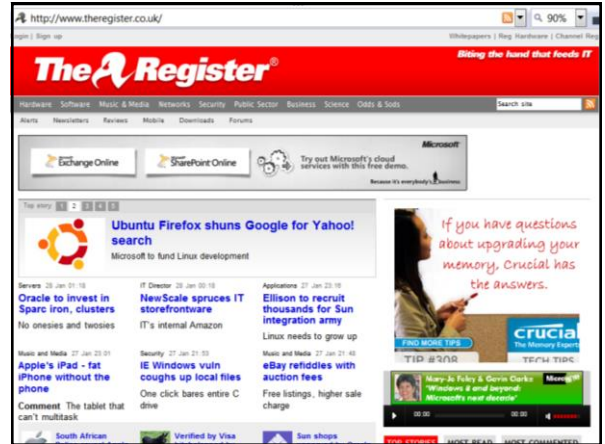 http://www.theregister.co.uk/
90%
login | Sign up
Whitepapers | Reg Hardware | Channel Reg
The Register®
Biting the hand that feeds IT
Hardware Software Music & Media Networks Security Public Sector Business Science Odds & Sods
Search site
Alerts Newsletters Reviews Mobile Downloads Forums
Microsoft
Exchange Online
SharePoint Online
Try out Microsoft's cloud
services with this free demo.
Because it's everybody's business
Top story 1 2 3 4 5
Ubuntu Firefox shuns Google for Yahoo!
search
Microsoft to fund Linux development
Servers 28 Jan 01:18
Oracle to invest in
Sparc iron, clusters
No onesies and twosies
IT Director 28 Jan 00:18
NewScale spruces IT
storefrontware
IT's internal Amazon
Applications 27 Jan 23:16
Ellison to recruit
thousands for Sun
integration army
Linux needs to grow up
Music and Media 27 Jan 23:01
Apple's iPad - fat
iPhone without the
phone
Comment The tablet that
can't multitask
Security 27 Jan 21:53
IE Windows vuln
coughs up local files
One click bares entire C
drive
Music and Media 27 Jan 21:48
eBay refiddles with
auction fees
Free listings, higher sale
charge
South African
Verified by Visa
Sun shops
If you have questions
about upgrading your
memory, Crucial has
the answers.
FIND MORE TIPS
crucial
The Memory Experts
TIP #308
TECH TIPS
Mary-Jo Foley & Gavin Clarke
"Windows 8 and beyond:
Microsoft's next decade"
00:00
00:00
TOP STORIES MOST READ MOST COMMENTED